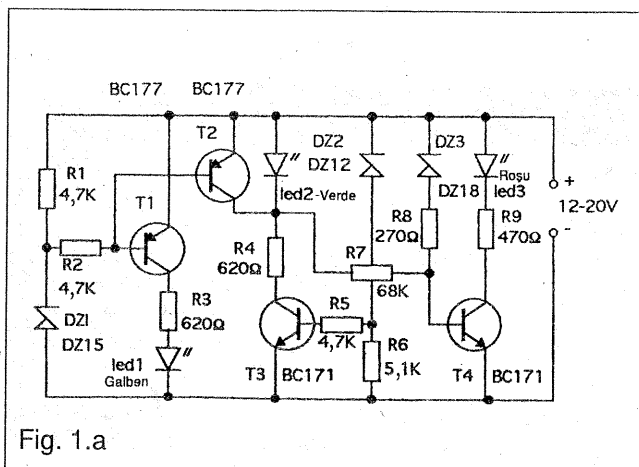 BC177 BC177
T2
R1
4,7K
T1
R2
4,7K
DZ1
DZ15
R3
620Ω
led1
Galben
led2-Verde
R4
620Ω
T3
BC171
R5
4,7K
DZ2
DZ12
R7
68K
R6
5,1K
DZ3
DZ18
R8
270Ω
Roşu
led3
R9
470Ω
T4
BC171
+
12-20V
-
Fig. 1.a